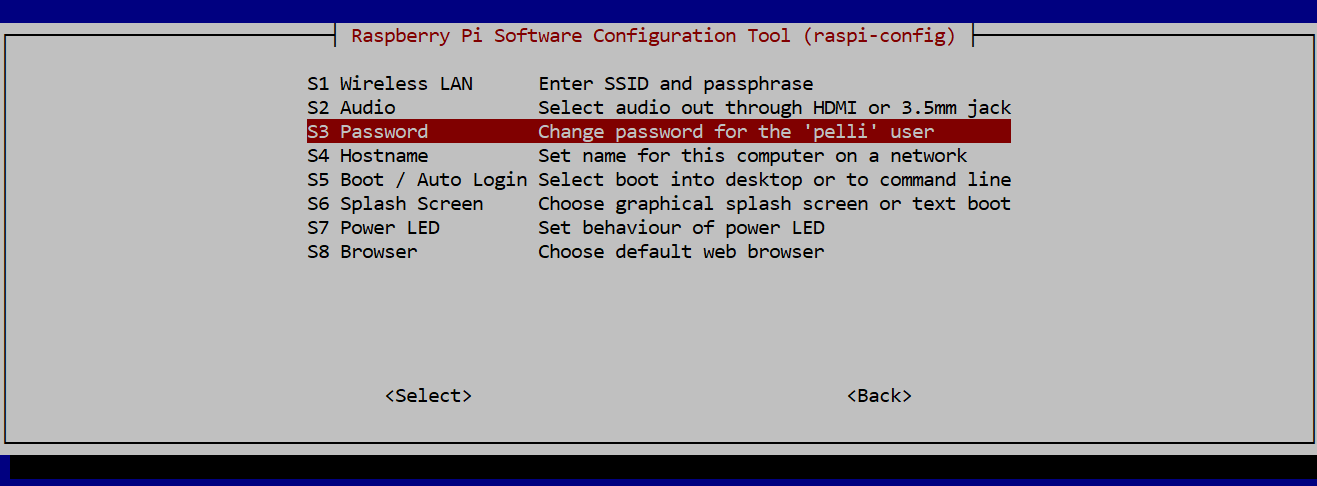 Raspberry Pi Software Configuration Tool (raspi-config)
S1 Wireless LAN Enter SSID and passphrase
S2 Audio Select audio out through HDMI or 3.5mm jack
S3 Password Change password for the 'pelli' user
S4 Hostname Set name for this computer on a network
S5 Boot / Auto Login Select boot into desktop or to command line
S6 Splash Screen Choose graphical splash screen or text boot
S7 Power LED Set behaviour of power LED
S8 Browser Choose default web browser
<Select> <Back>